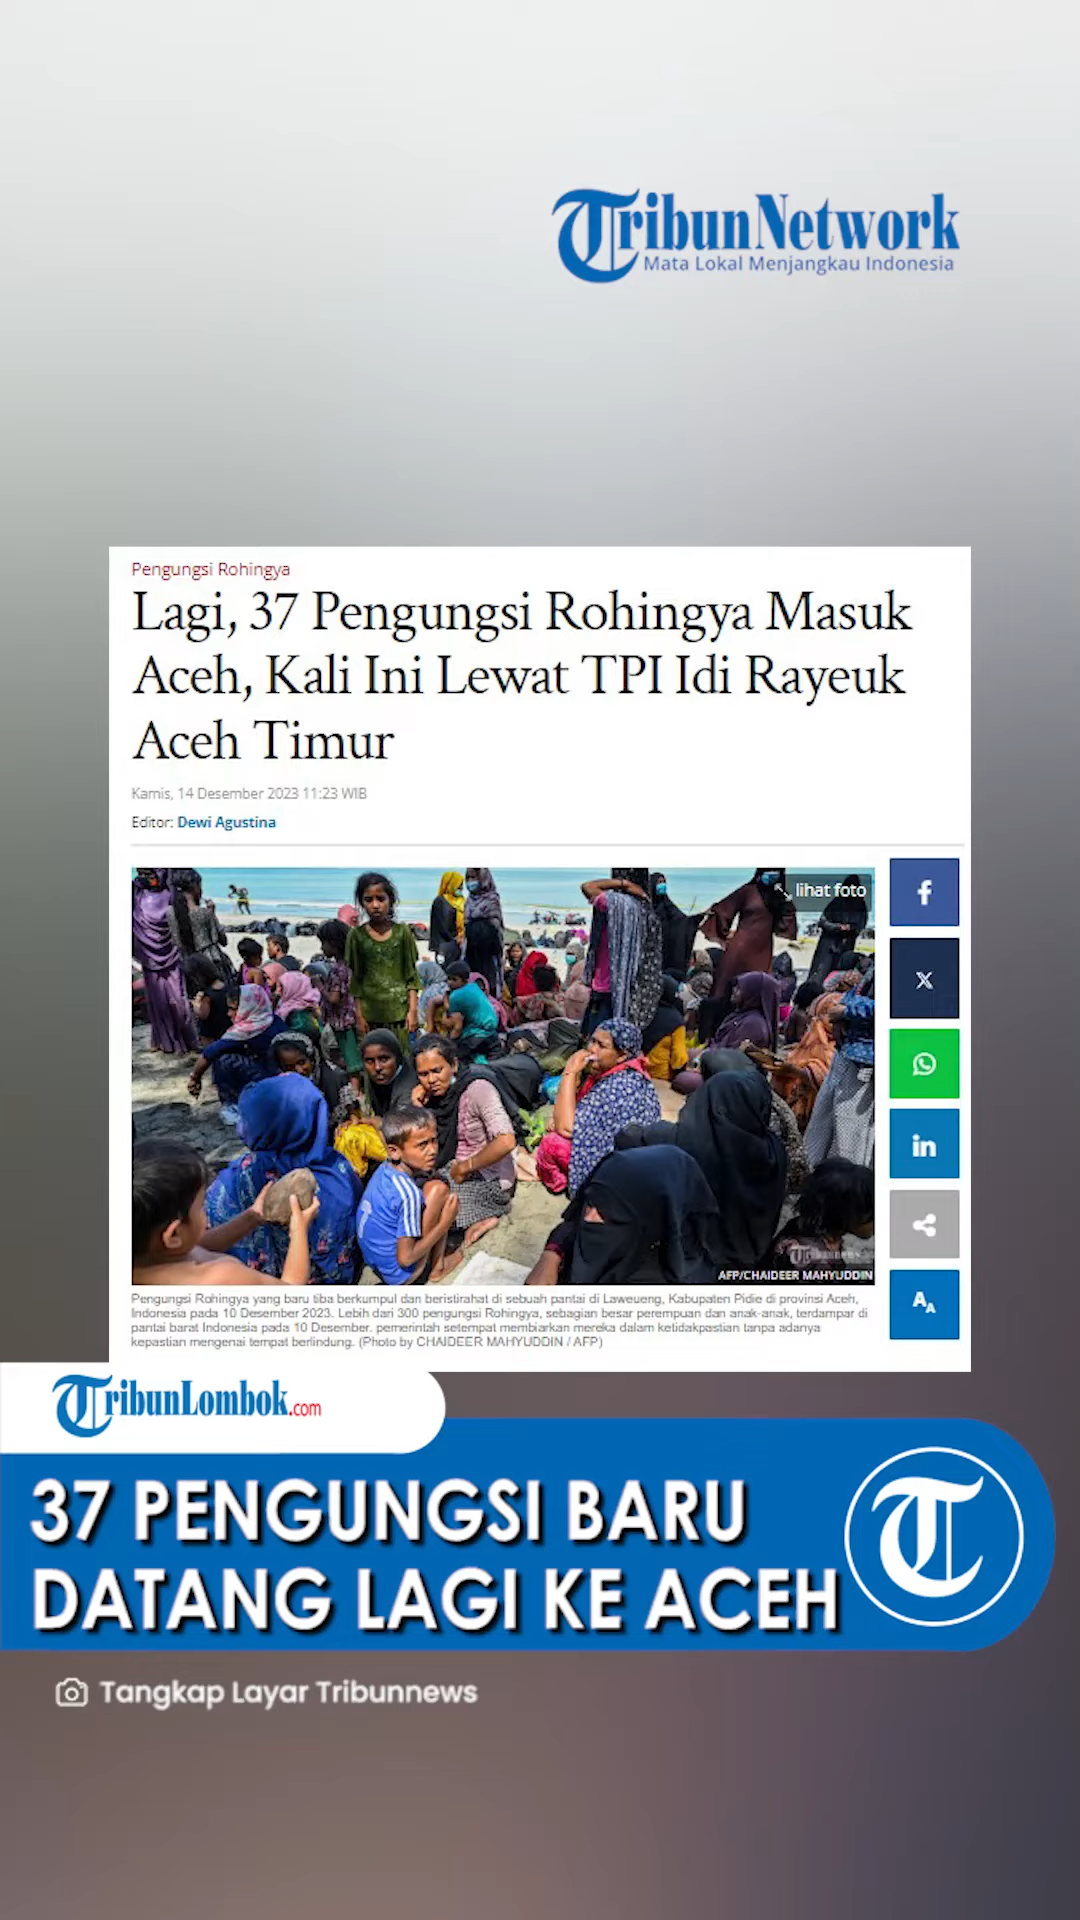 TribunNetwork
Mata Lokal Menjangkau Indonesia
Pengungsi Rohingya
Lagi, 37 Pengungsi Rohingya Masuk
Aceh, Kali Ini Lewat TPI Idi Rayeuk
Aceh Timur
Kamis, 14 Desember 2023 11:23 WIB
Editor: Dewi Agustina
lihat foto
Tribunnews
AFP/CHAIDEER MAHYUDDIN
Pengungsi Rohingya yang baru tiba berkumpul dan beristirahat di sebuah pantai di Laweueng, Kabupaten Pidie di provinsi Aceh,
Indonesia pada 10 Desember 2023. Lebih dari 300 pengungsi Rohingya, sebagian besar perempuan dan anak-anak, terdampar di
pantai barat Indonesia pada 10 Desember. pemerintah setempat membiarkan mereka dalam ketidakpastian tanpa adanya
kepastian mengenai tempat berlindung. (Photo by CHAIDEER MAHYUDDIN / AFP)
f
X
in
AA
TribunLombok.com
37 PENGUNGSI BARU
DATANG LAGI KE ACEH
T
Tangkap Layar Tribunnews